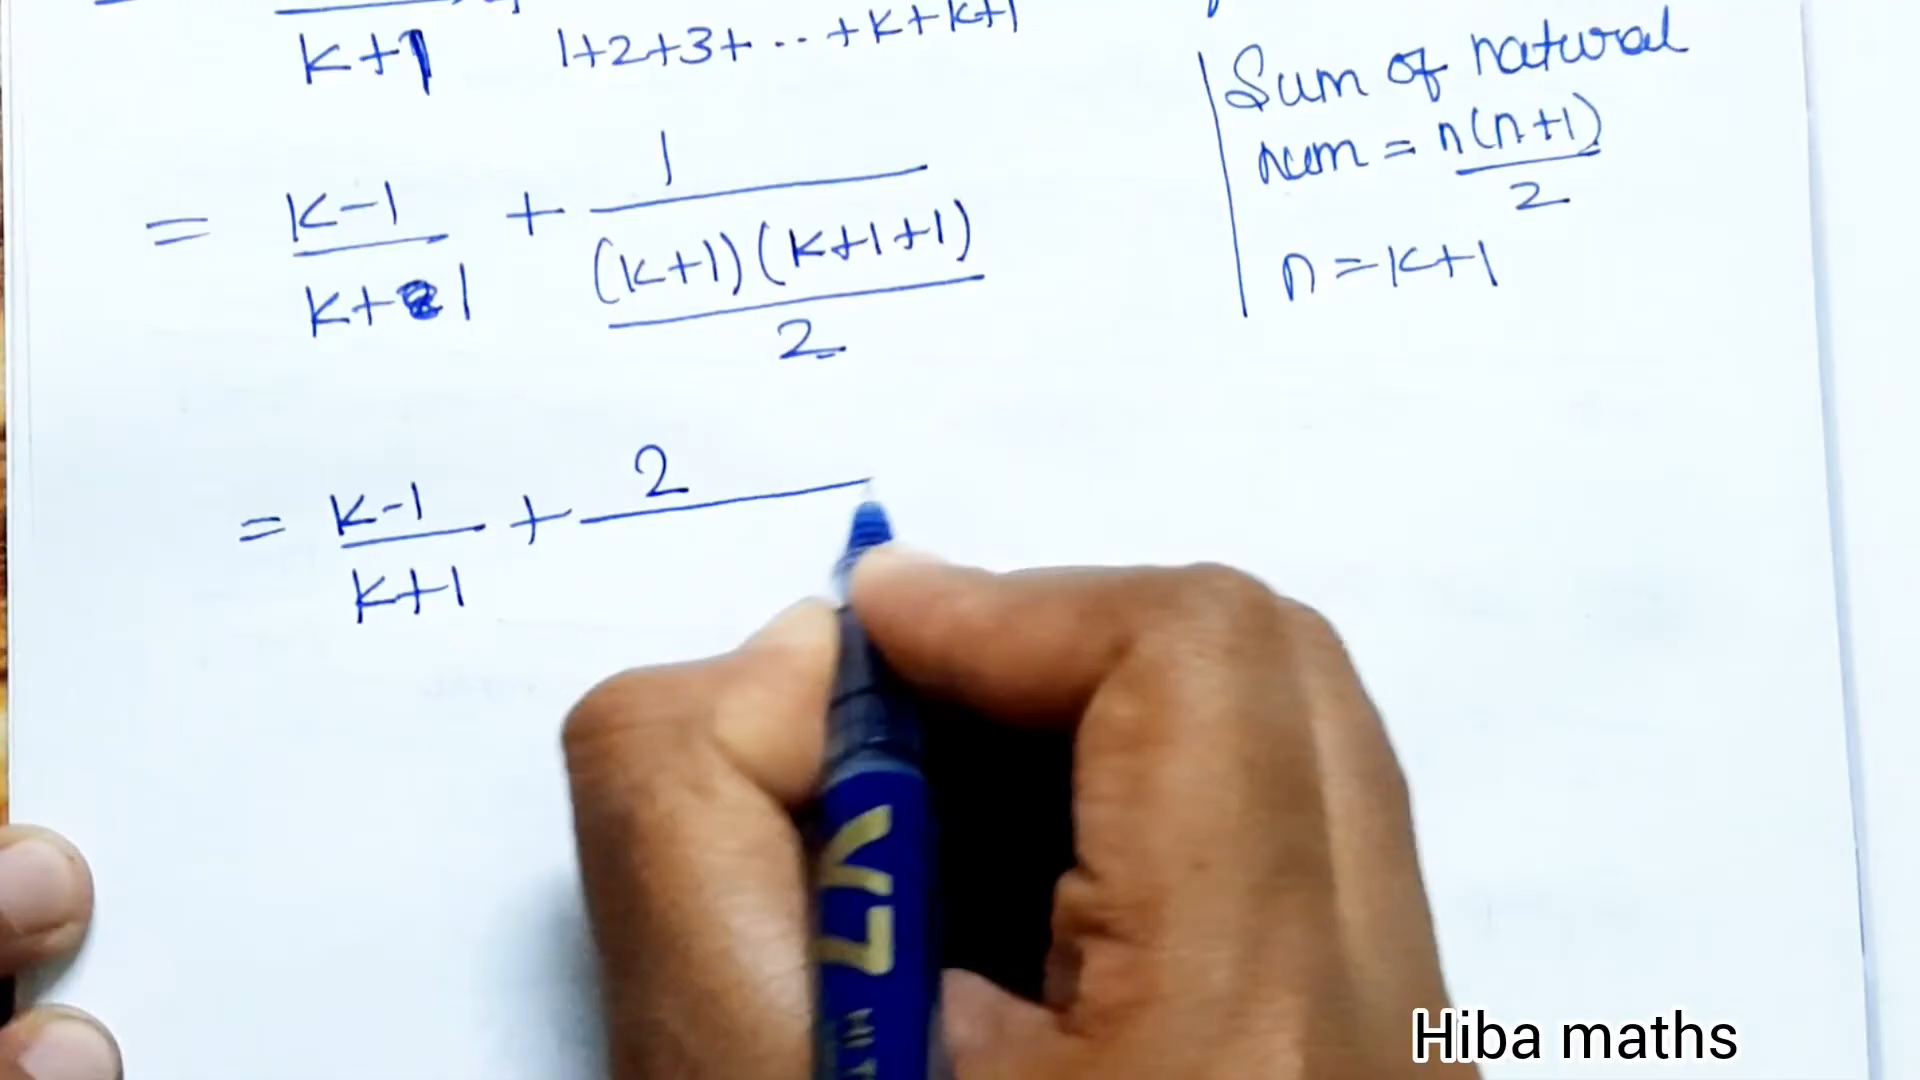 k+1 1+2+3+...+k+k+1
Sum of natural
num = n(n+1)/2
n = k+1
= (k-1)/(k+1) + 1/((k+1)(k+1+1)/2)
= (k-1)/(k+1) + 2/
V7
Hiba maths